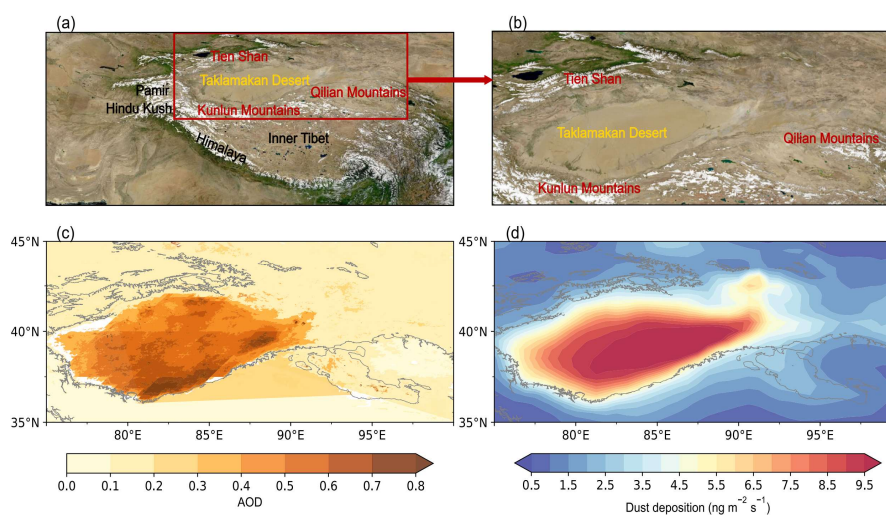 (a)
Tien Shan
Taklamakan Desert
Pamir
Qilian Mountains
Hindu Kush
Kunlun Mountains
Himalaya
Inner Tibet
(b)
Tien Shan
Taklamakan Desert
Qilian Mountains
Kunlun Mountains
(c)
45°N
40°N
35°N
80°E 85°E 90°E 95°E
0.0 0.1 0.2 0.3 0.4 0.5 0.6 0.7 0.8
AOD
(d)
45°N
40°N
35°N
80°E 85°E 90°E 95°E
0.5 1.5 2.5 3.5 4.5 5.5 6.5 7.5 8.5 9.5
Dust deposition (ng m⁻² s⁻¹)